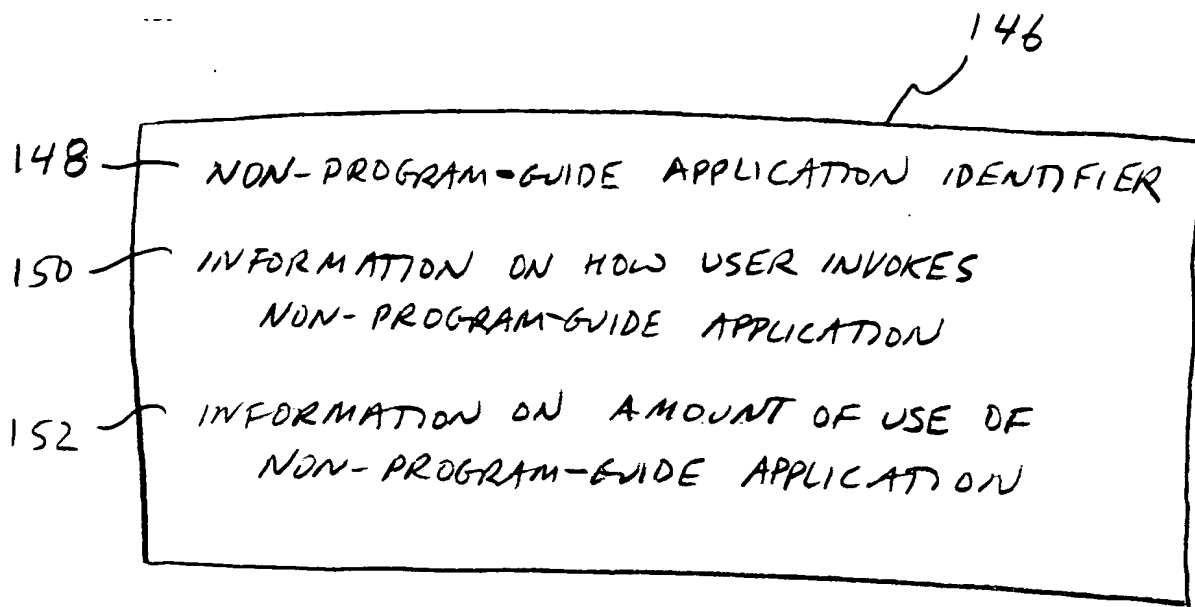 146
148 NON-PROGRAM-GUIDE APPLICATION IDENTIFIER
150 INFORMATION ON HOW USER INVOKES
NON-PROGRAM-GUIDE APPLICATION
152 INFORMATION ON AMOUNT OF USE OF
NON-PROGRAM-GUIDE APPLICATION